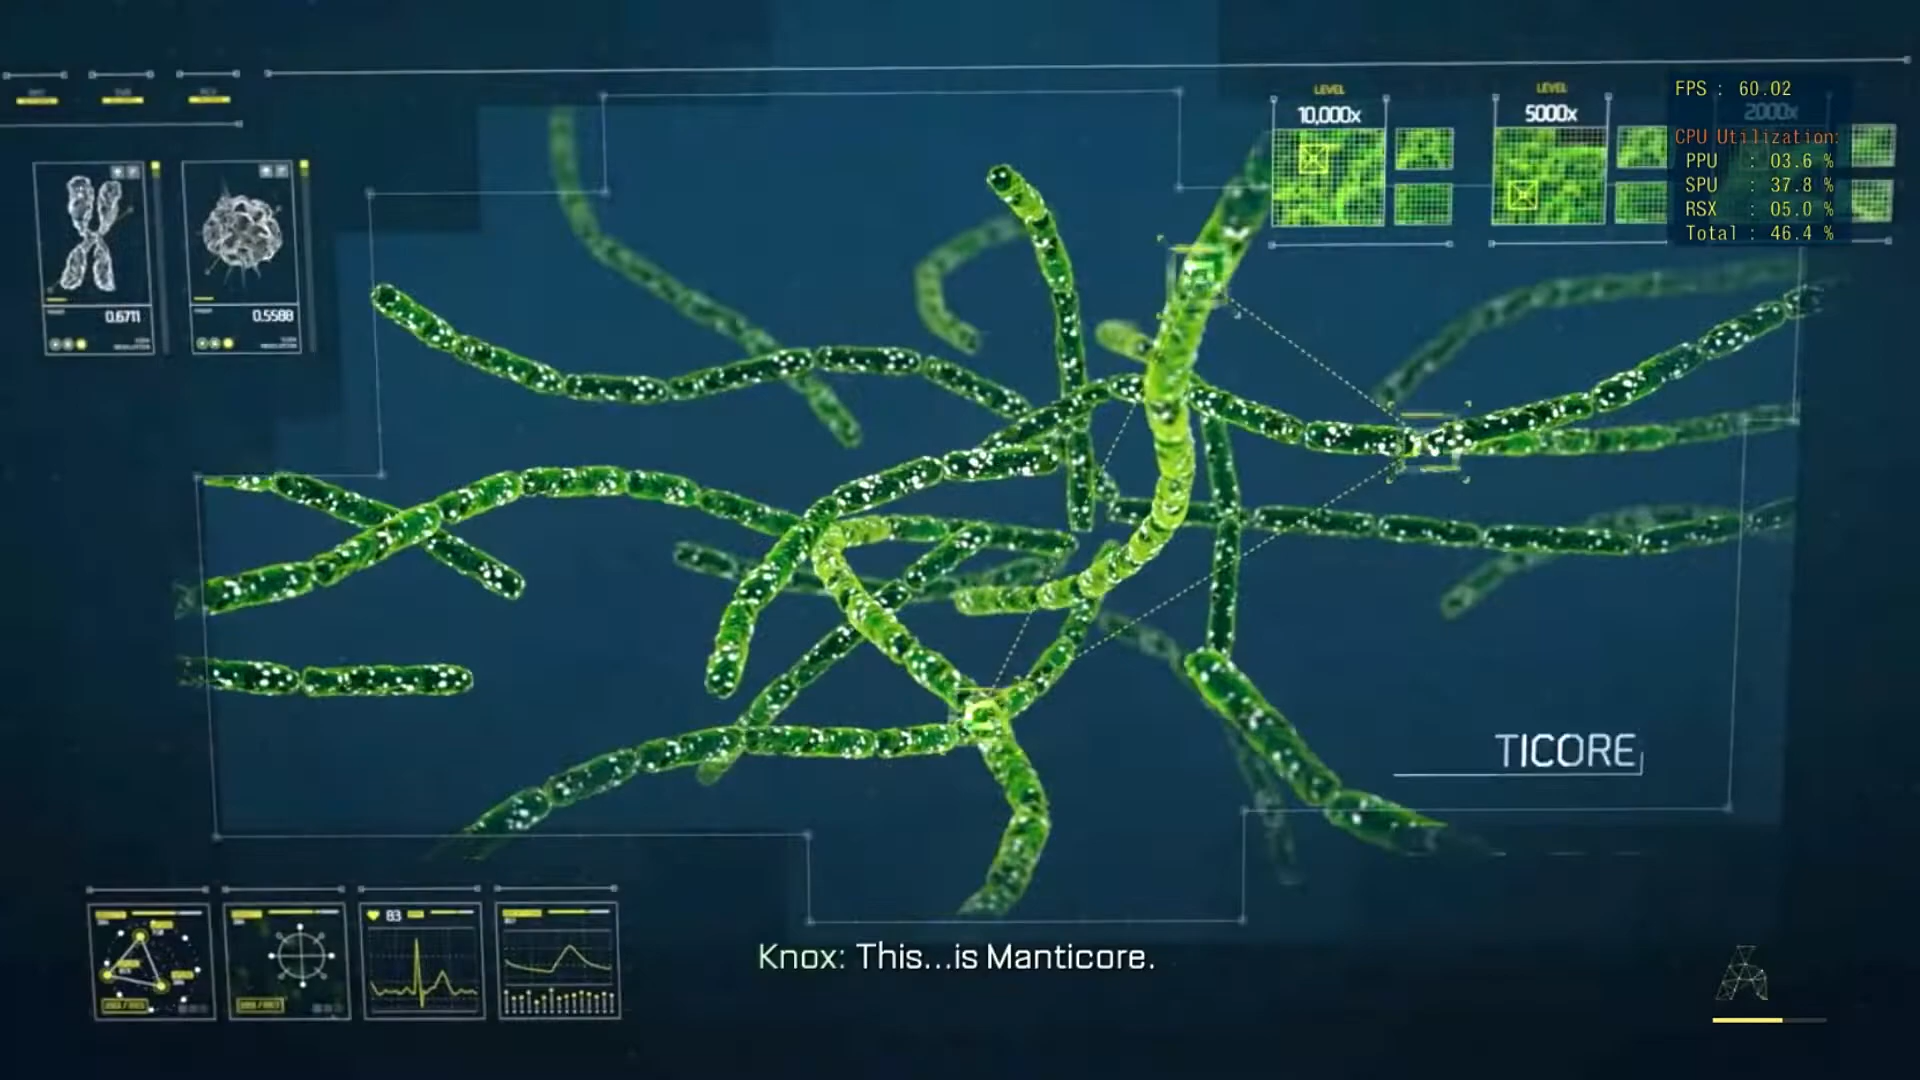 LEVEL
10,000x
LEVEL
5000x
2000x
FPS : 60.02
CPU Utilization:
PPU : 03.6 %
SPU : 37.8 %
RSX : 05.0 %
Total : 46.4 %
0.6711
0.5588
TICORE
83
Knox: This...is Manticore.